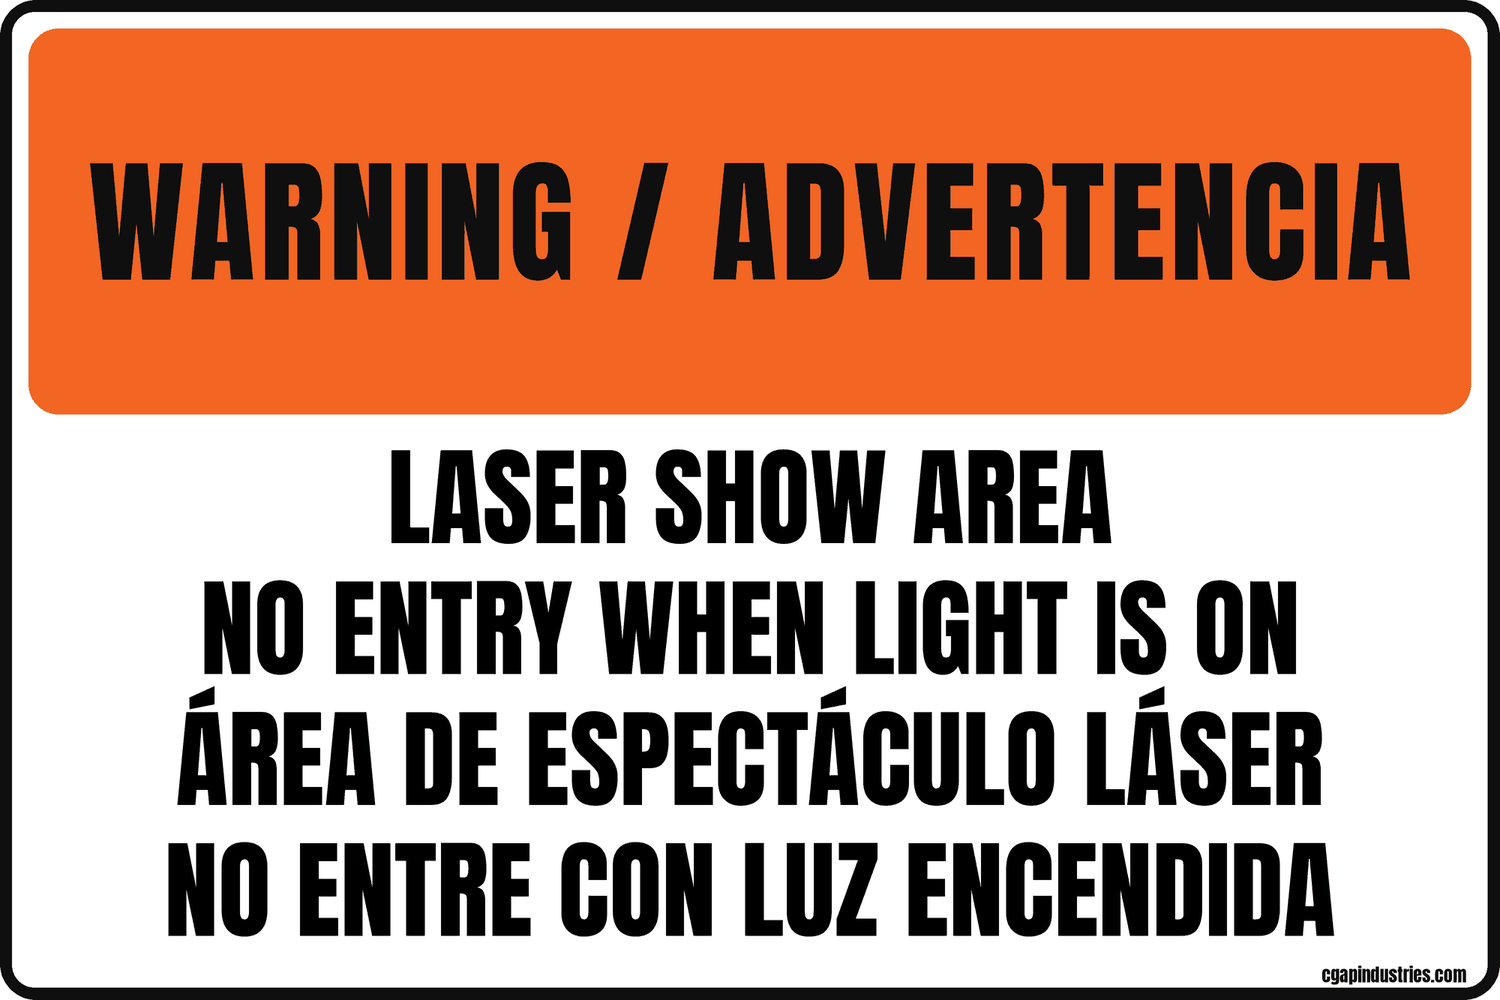 WARNING / ADVERTENCIA
LASER SHOW AREA
NO ENTRY WHEN LIGHT IS ON
ÁREA DE ESPECTÁCULO LÁSER
NO ENTRE CON LUZ ENCENDIDA
cgapindustries.com